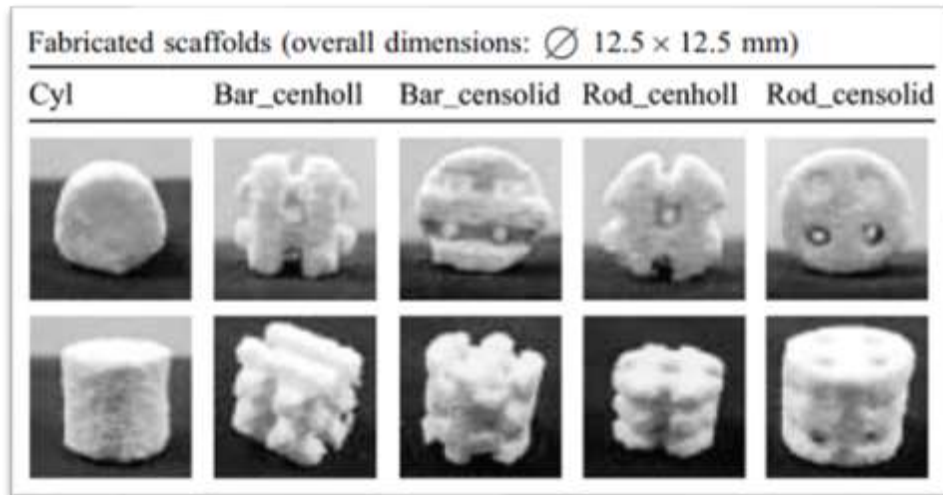 Fabricated scaffolds (overall dimensions: ∅ 12.5 × 12.5 mm)
Cyl Bar_cenholl Bar_censolid Rod_cenholl Rod_censolid